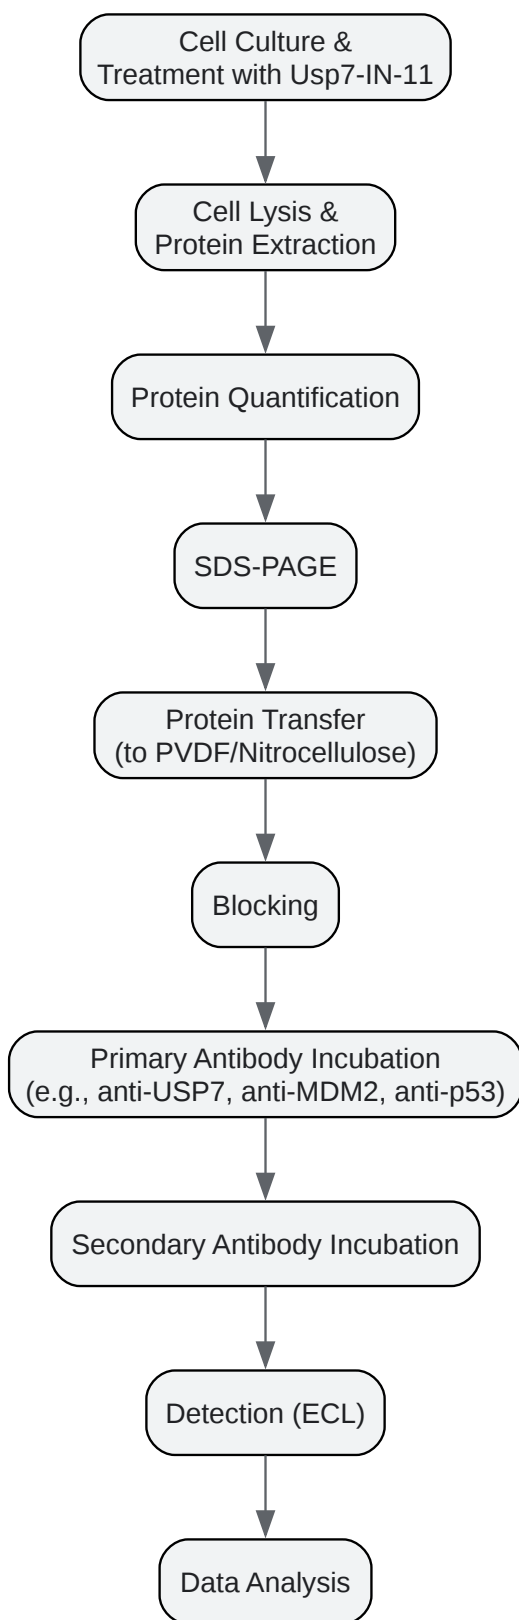 Cell Culture &
Treatment with Usp7-IN-11
Cell Lysis &
Protein Extraction
Protein Quantification
SDS-PAGE
Protein Transfer
(to PVDF/Nitrocellulose)
Blocking
Primary Antibody Incubation
(e.g., anti-USP7, anti-MDM2, anti-p53)
Secondary Antibody Incubation
Detection (ECL)
Data Analysis